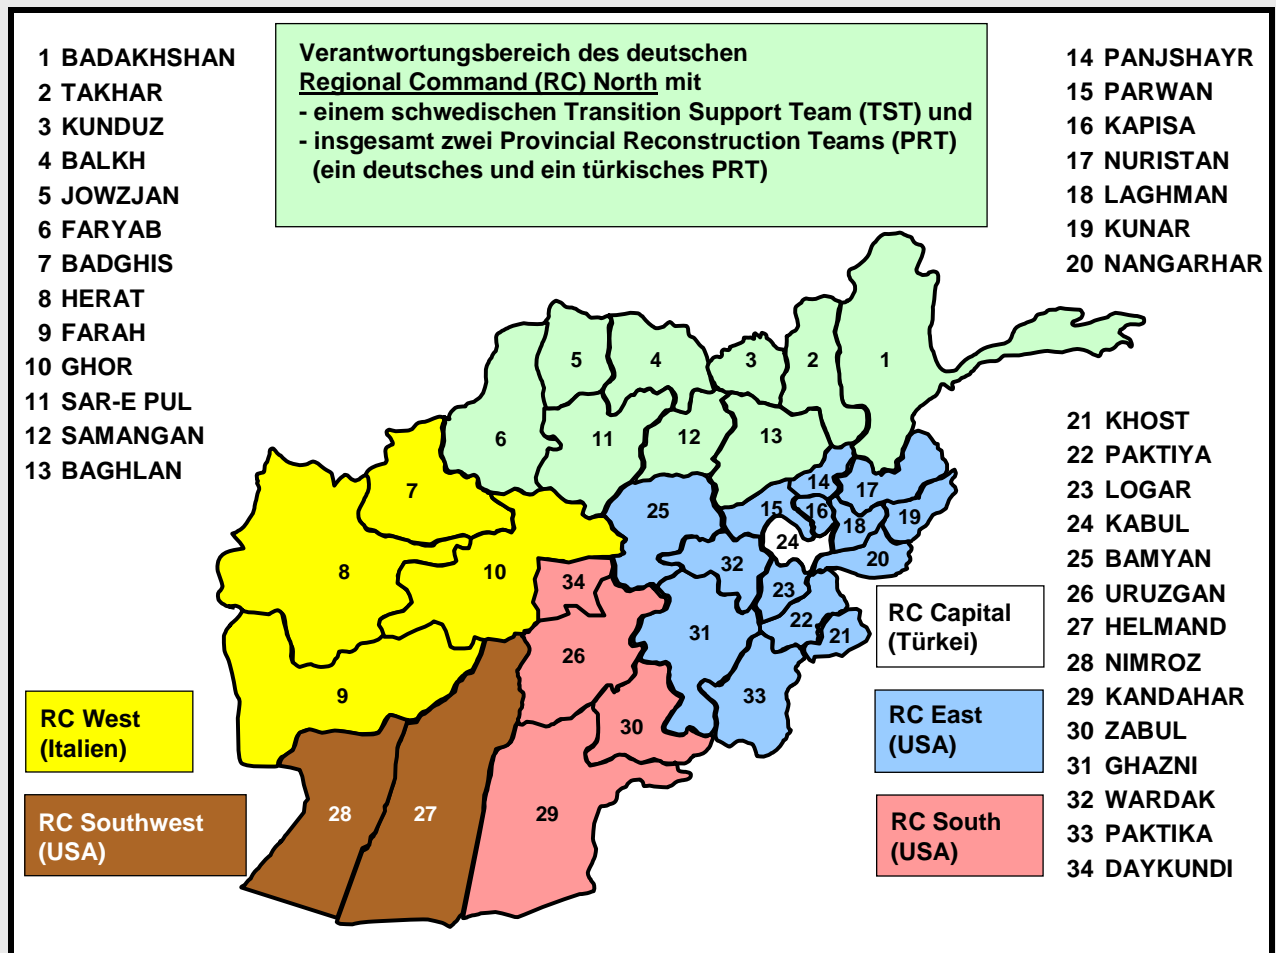 1 BADAKHSHAN
2 TAKHAR
3 KUNDUZ
4 BALKH
5 JOWZJAN
6 FARYAB
7 BADGHIS
8 HERAT
9 FARAH
10 GHOR
11 SAR-E PUL
12 SAMANGAN
13 BAGHLAN
Verantwortungsbereich des deutschen
Regional Command (RC) North mit
- einem schwedischen Transition Support Team (TST) und
- insgesamt zwei Provincial Reconstruction Teams (PRT)
(ein deutsches und ein türkisches PRT)
14 PANJSHAYR
15 PARWAN
16 KAPISA
17 NURISTAN
18 LAGHMAN
19 KUNAR
20 NANGARHAR
21 KHOST
22 PAKTIYA
23 LOGAR
24 KABUL
25 BAMYAN
26 URUZGAN
27 HELMAND
28 NIMROZ
29 KANDAHAR
30 ZABUL
31 GHAZNI
32 WARDAK
33 PAKTIKA
34 DAYKUNDI
5
4
3
2
1
6
11
12
13
7
25
14
17
15
16
18
19
24
20
8
10
34
32
23
22
21
31
26
9
33
30
28
27
29
RC West
(Italien)
RC Southwest
(USA)
RC Capital
(Türkei)
RC East
(USA)
RC South
(USA)